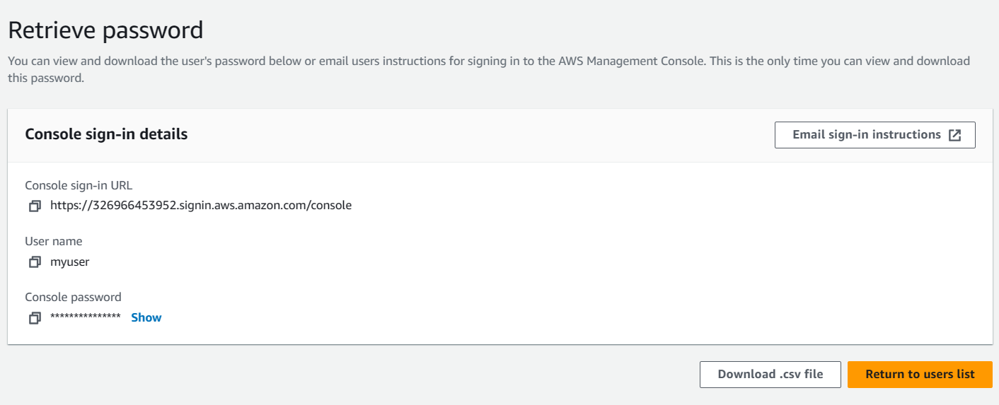 Retrieve password
You can view and download the user's password below or email users instructions for signing in to the AWS Management Console. This is the only time you can view and download
this password.
Console sign-in details
Email sign-in instructions
Console sign-in URL
https://326966453952.signin.aws.amazon.com/console
User name
myuser
Console password
*************** Show
Download .csv file
Return to users list